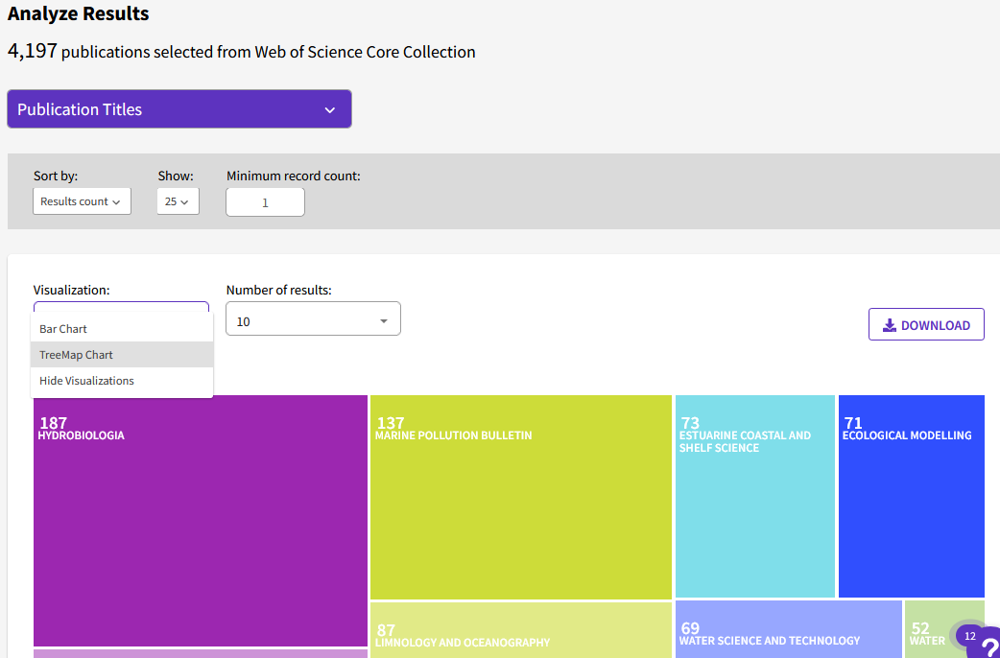 Analyze Results
4,197 publications selected from Web of Science Core Collection
Publication Titles
Sort by:
Show:
Minimum record count:
Results count
25
1
Visualization:
Number of results:
10
Bar Chart
TreeMap Chart
Hide Visualizations
DOWNLOAD
187
HYDROBIOLOGIA
137
MARINE POLLUTION BULLETIN
73
ESTUARINE COASTAL AND
SHELF SCIENCE
71
ECOLOGICAL MODELLING
87
LIMNOLOGY AND OCEANOGRAPHY
69
WATER SCIENCE AND TECHNOLOGY
52
WATER
12
?